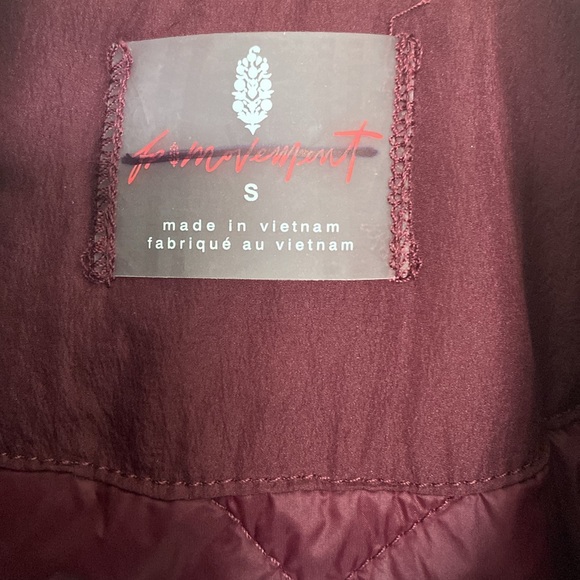 fp movement
S
made in vietnam
fabriqué au vietnam